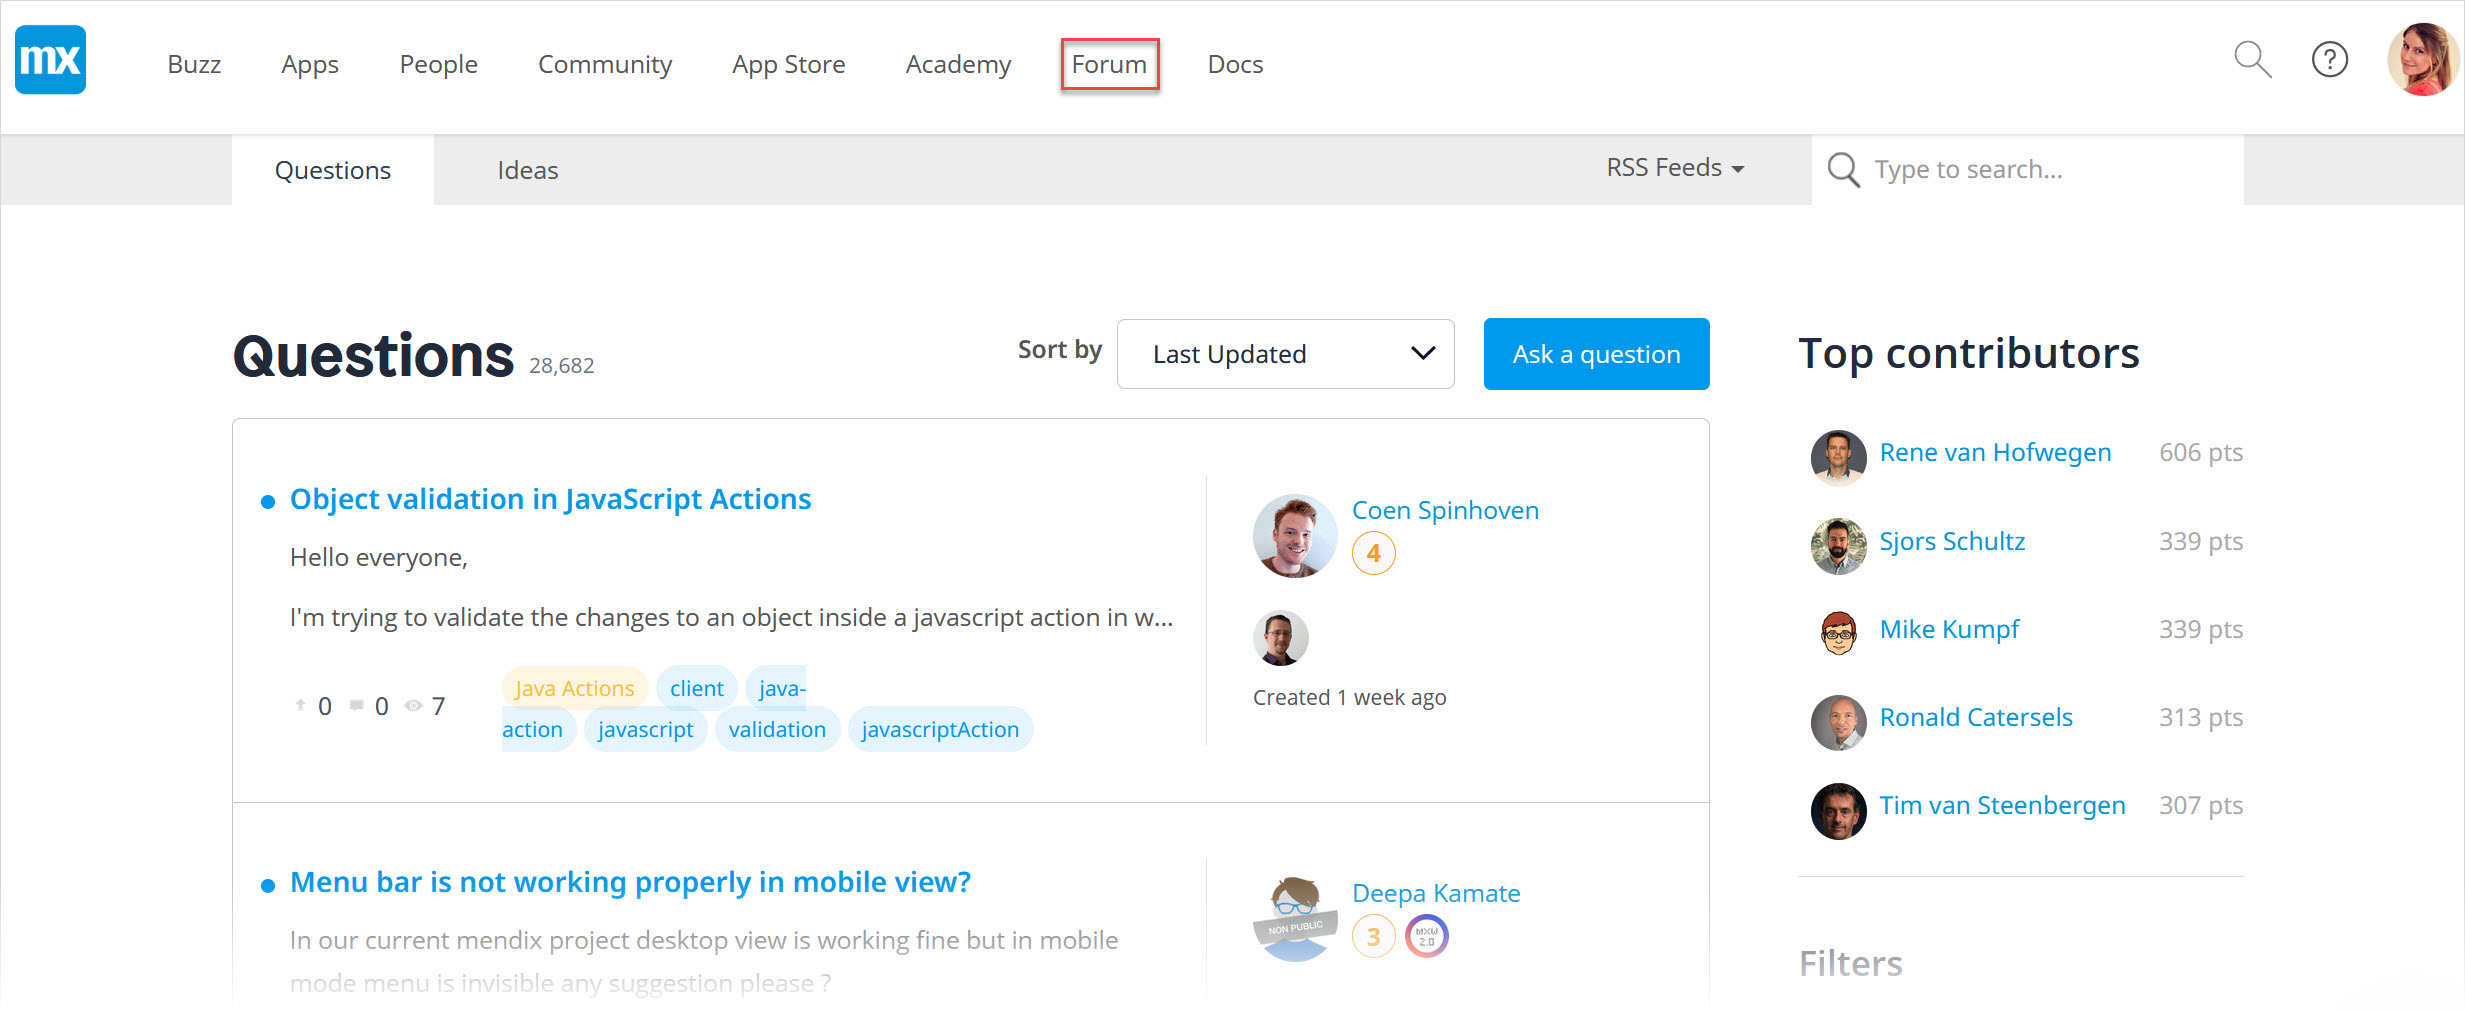 mx
Buzz Apps People Community App Store Academy Forum Docs
?
Questions Ideas RSS Feeds Type to search...
Questions 28,682 Sort by Last Updated Ask a question
Object validation in JavaScript Actions
Hello everyone,
I'm trying to validate the changes to an object inside a javascript action in w...
0 0 7
Java Actions client java-
action javascript validation javascriptAction
Coen Spinhoven
4
Created 1 week ago
Menu bar is not working properly in mobile view?
In our current mendix project desktop view is working fine but in mobile
mode menu is invisible any suggestion please ?
NON PUBLIC
Deepa Kamate
3 MXW
2.0
Top contributors
Rene van Hofwegen 606 pts
Sjors Schultz 339 pts
Mike Kumpf 339 pts
Ronald Catersels 313 pts
Tim van Steenbergen 307 pts
Filters